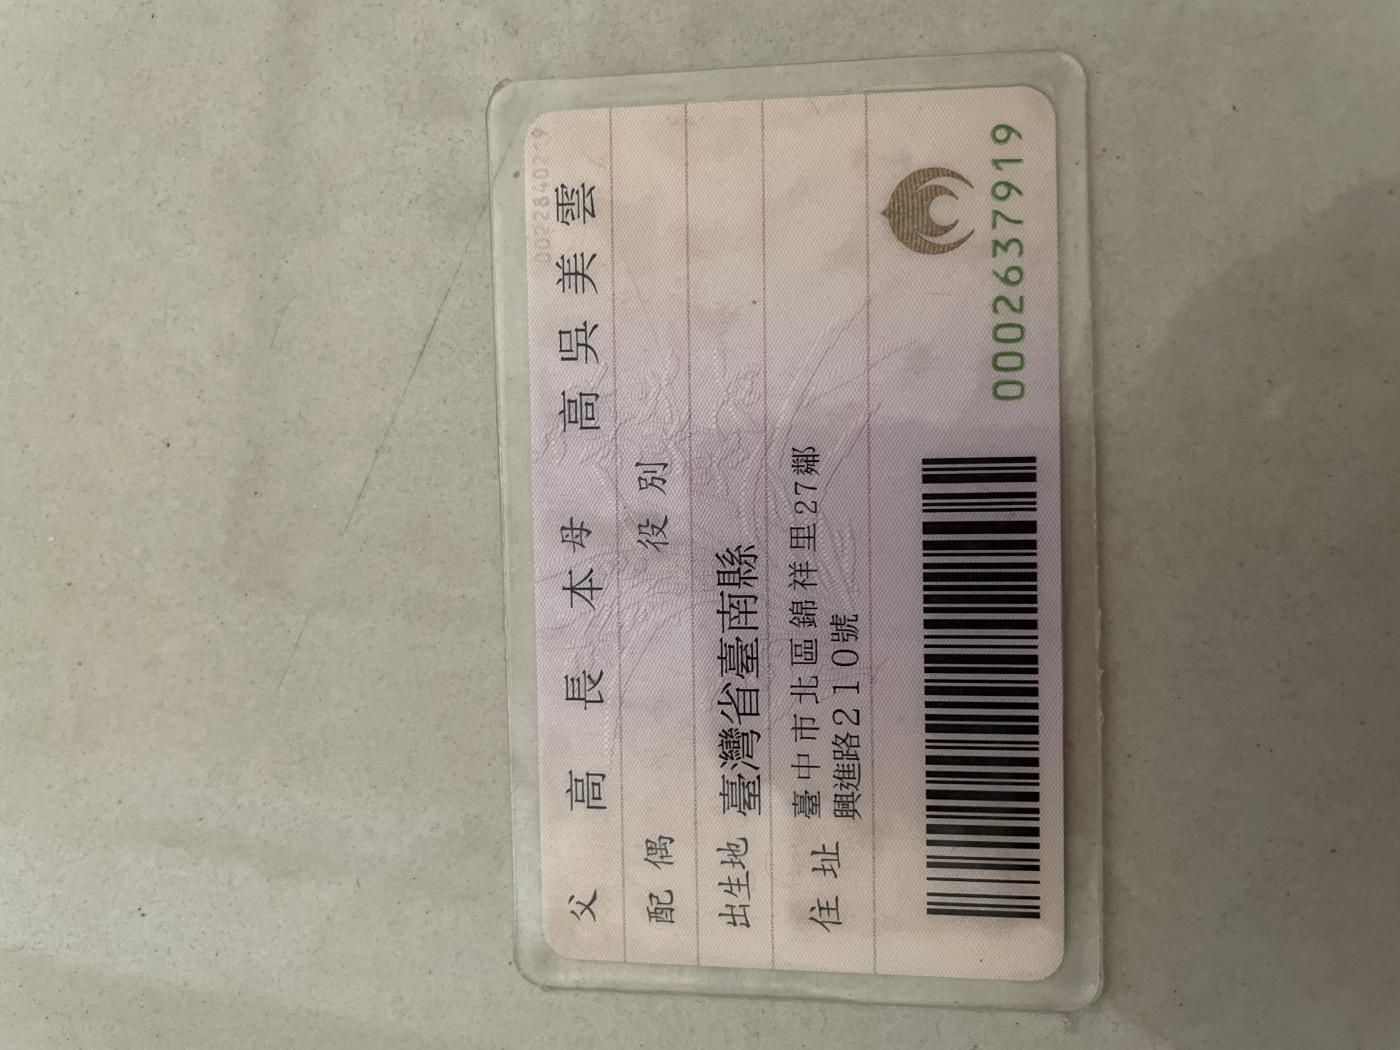 0022840219
父 高長本 母 高吳美雲
配偶 役別
出生地 臺灣省臺南縣
住址 臺中市北區錦祥里27鄰
興進路210號
0002637919